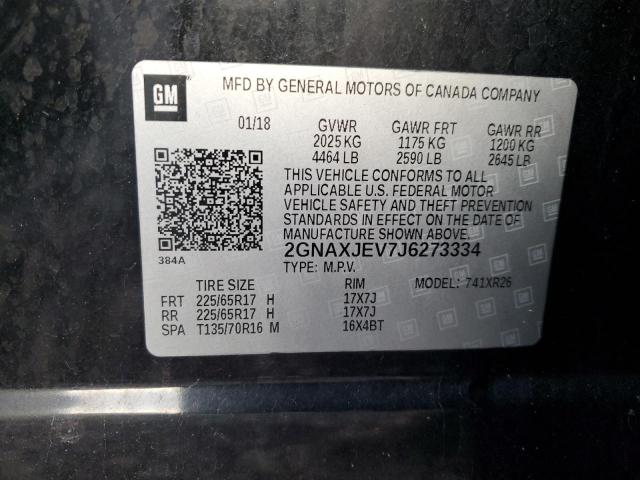 GM
MFD BY GENERAL MOTORS OF CANADA COMPANY
01/18 GVWR GAWR FRT GAWR RR
2025 KG 1175 KG 1200 KG
4464 LB 2590 LB 2645 LB
THIS VEHICLE CONFORMS TO ALL
APPLICABLE U.S. FEDERAL MOTOR
VEHICLE SAFETY AND THEFT PREVENTION
STANDARDS IN EFFECT ON THE DATE OF
MANUFACTURE SHOWN ABOVE.
384A 2GNAXJEV7J6273334
TYPE: M.P.V. MODEL: 741XR26
TIRE SIZE RIM
FRT 225/65R17 H 17X7J
RR 225/65R17 H 17X7J
SPA T135/70R16 M 16X4BT